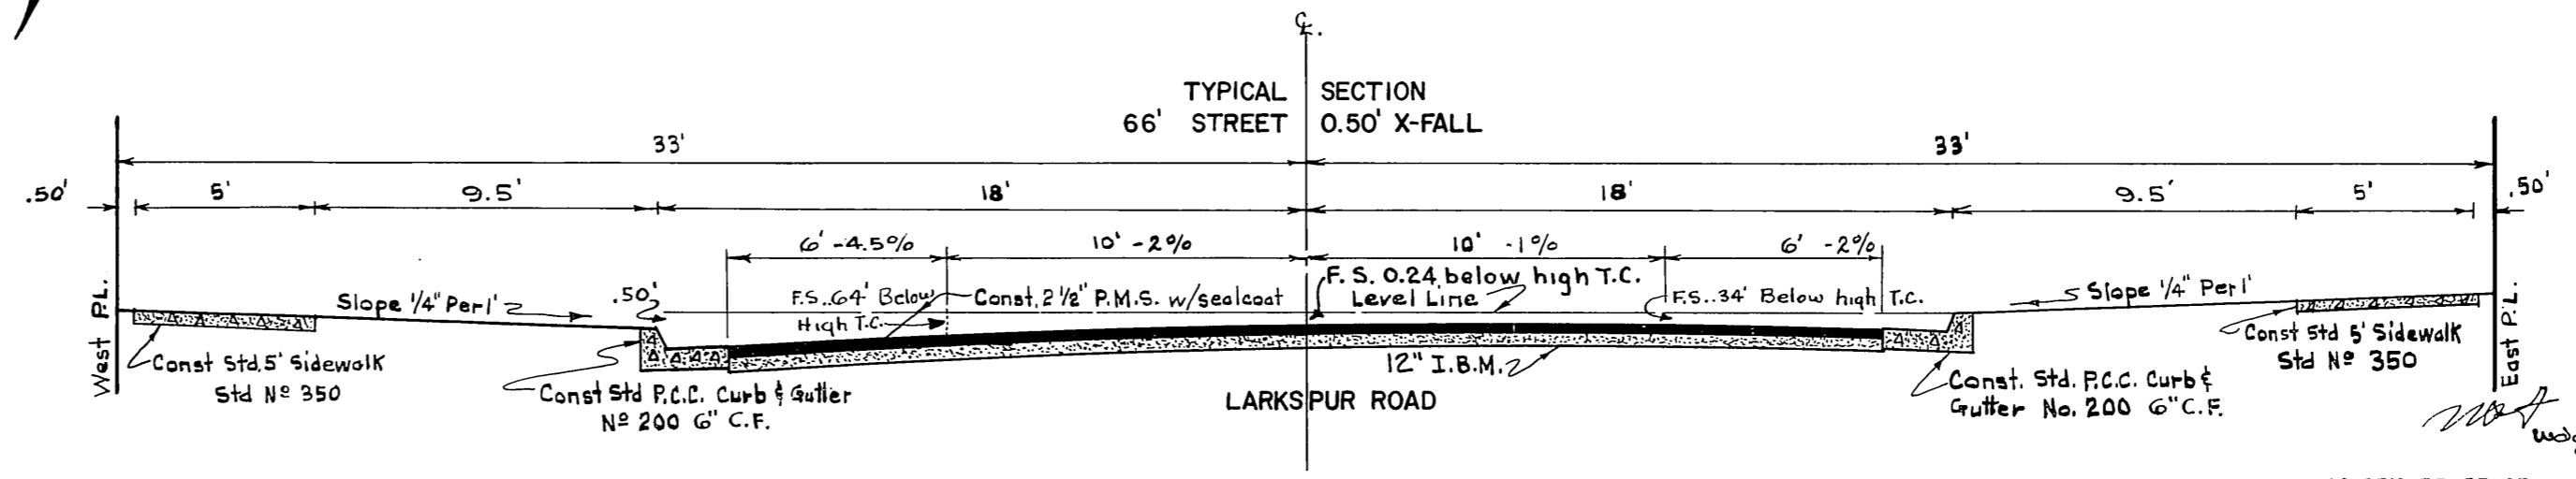 ℄.
TYPICAL SECTION
66' STREET 0.50' X-FALL
33' 33'
.50' 5' 9.5' 18' 18' 9.5' 5' .50'
6' -4.5% 10' -2% 10' -1% 6' -2%
West P.L.
Slope 1/4" Per 1'
.50'
F.S..64' Below
High T.C.
Const. 2 1/2" P.M.S. w/sealcoat
F.S. 0.24 below high T.C.
Level Line
F.S..34' Below high T.C.
Slope 1/4" Per 1'
East P.L.
Const Std. 5' Sidewalk
Std Nº 350
Const Std P.C.C. Curb & Gutter
Nº 200 6" C.F.
12" I.B.M.
LARKSPUR ROAD
Const. Std. P.C.C. Curb &
Gutter No. 200 6" C.F.
Const Std 5' Sidewalk
Std Nº 350